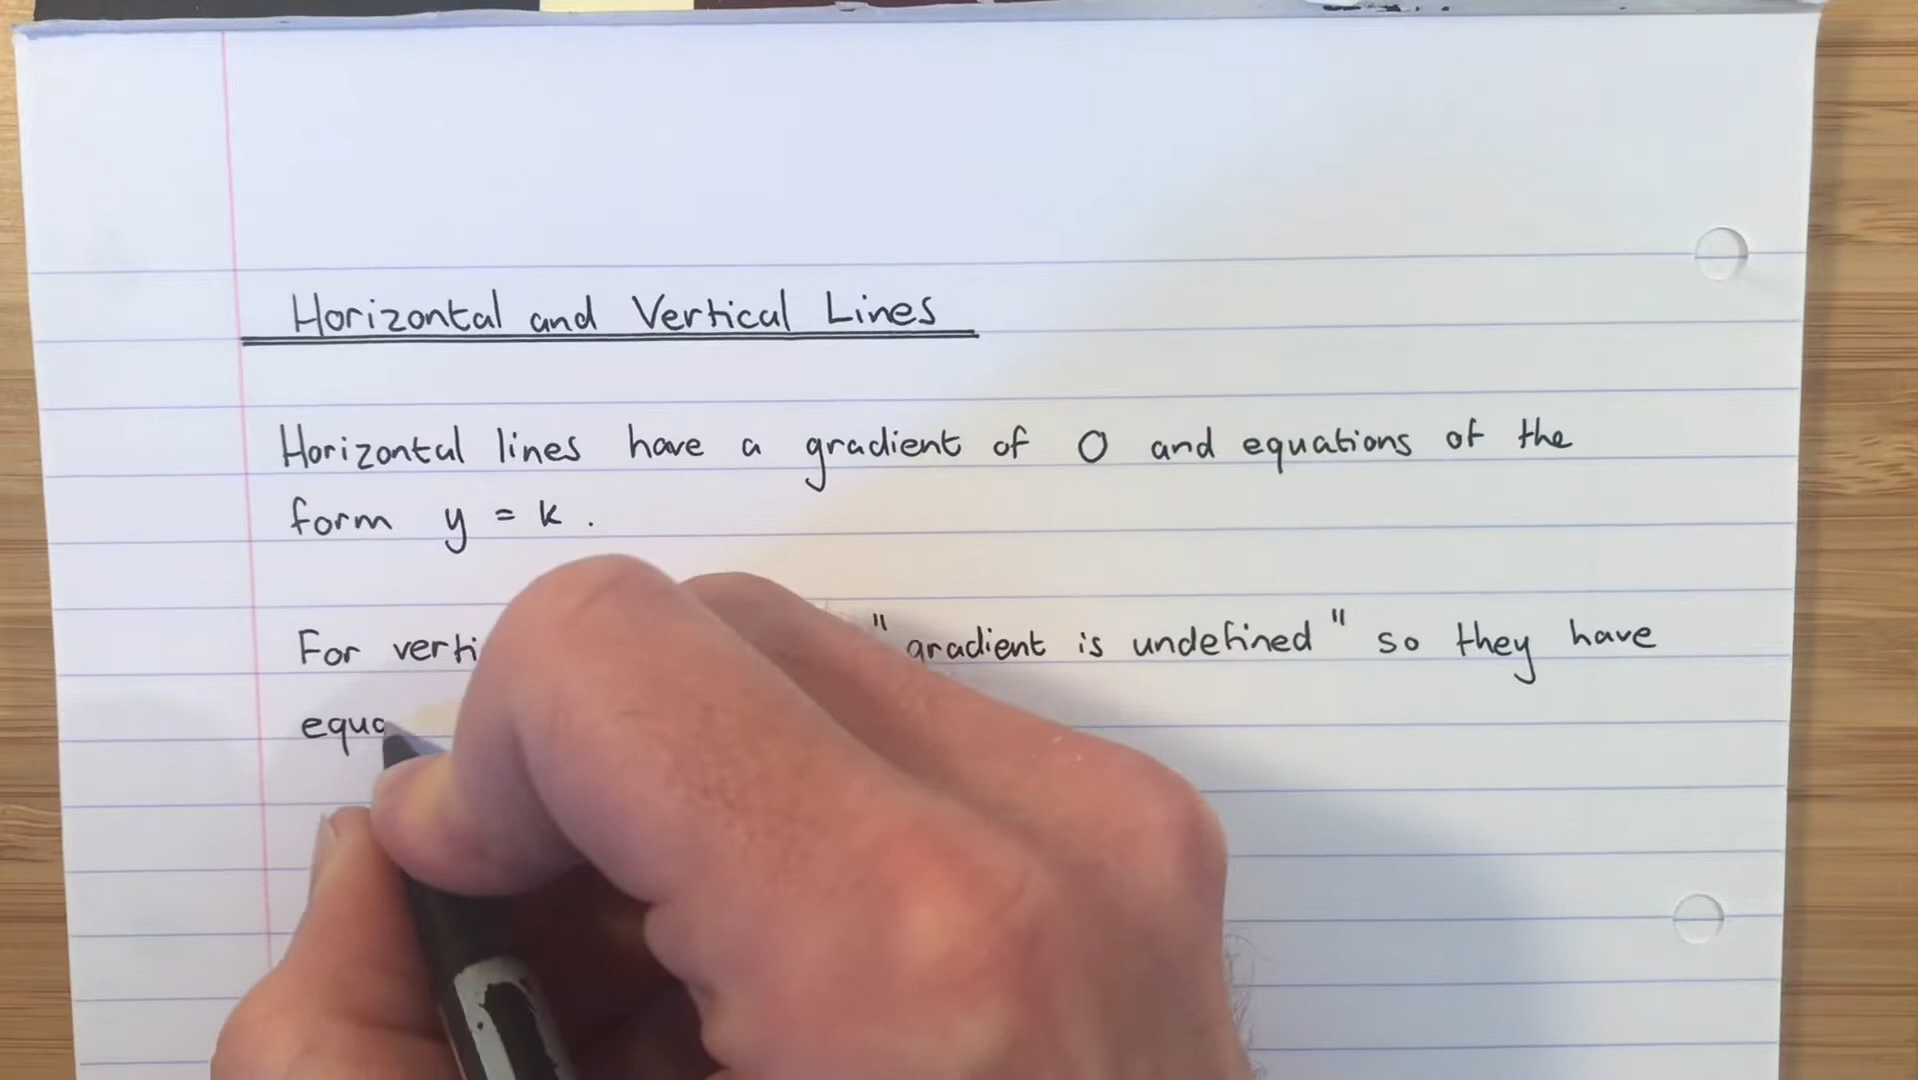 Horizontal and Vertical Lines
Horizontal lines have a gradient of 0 and equations of the
form y = k .
For verti "gradient is undefined" so they have
equa